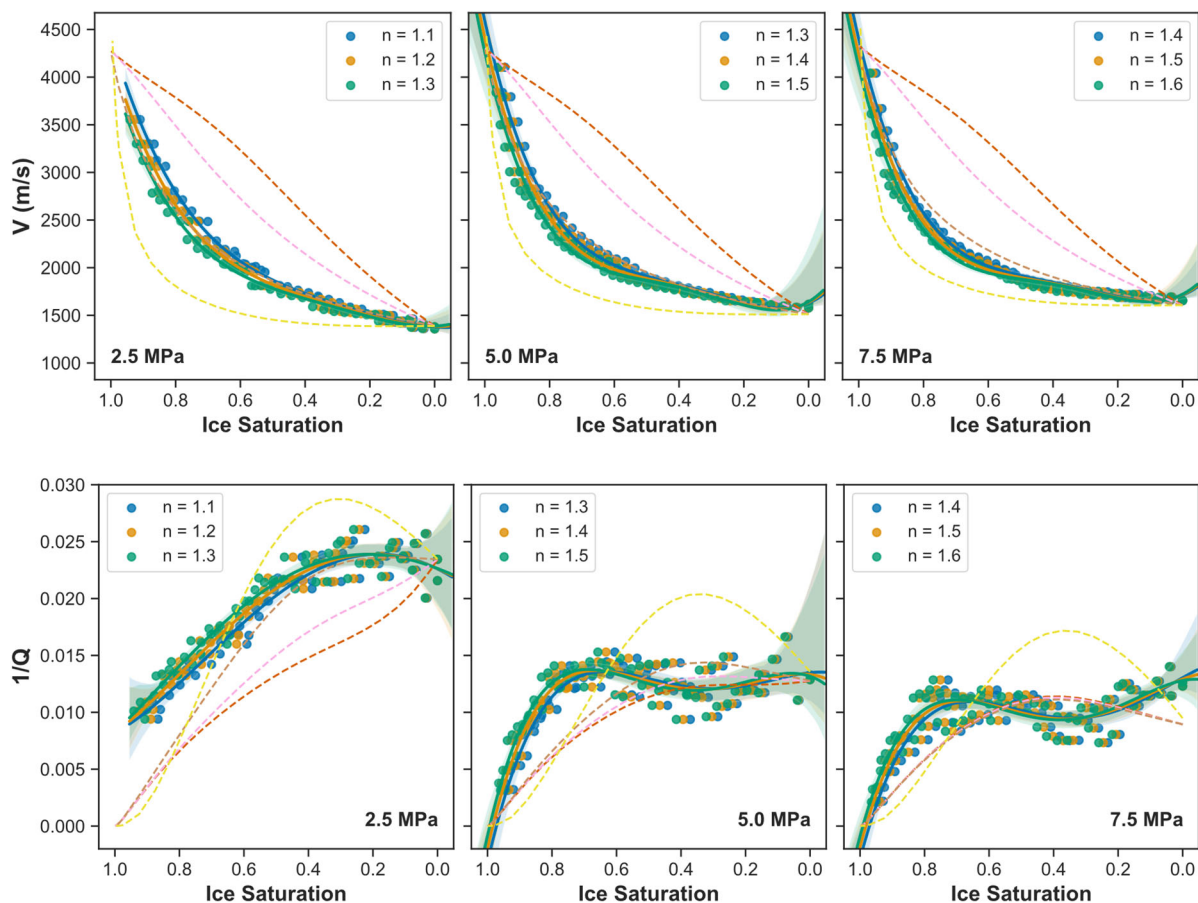 4500
4000
3500
3000
2500
2000
1500
1000
V (m/s)
n = 1.1
n = 1.2
n = 1.3
2.5 MPa
1.0 0.8 0.6 0.4 0.2 0.0
Ice Saturation
n = 1.3
n = 1.4
n = 1.5
5.0 MPa
1.0 0.8 0.6 0.4 0.2 0.0
Ice Saturation
n = 1.4
n = 1.5
n = 1.6
7.5 MPa
1.0 0.8 0.6 0.4 0.2 0.0
Ice Saturation
0.030
0.025
0.020
0.015
0.010
0.005
0.000
1/Q
n = 1.1
n = 1.2
n = 1.3
2.5 MPa
1.0 0.8 0.6 0.4 0.2 0.0
Ice Saturation
n = 1.3
n = 1.4
n = 1.5
5.0 MPa
1.0 0.8 0.6 0.4 0.2 0.0
Ice Saturation
n = 1.4
n = 1.5
n = 1.6
7.5 MPa
1.0 0.8 0.6 0.4 0.2 0.0
Ice Saturation